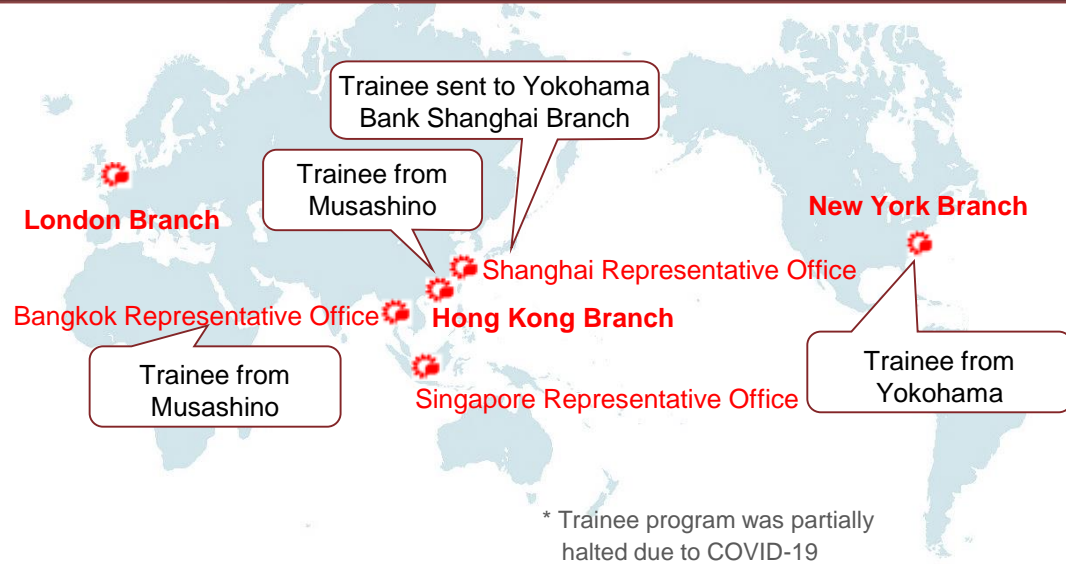 Trainee sent to Yokohama
Bank Shanghai Branch
Trainee from
Musashino
London Branch
New York Branch
Shanghai Representative Office
Bangkok Representative Office
Hong Kong Branch
Trainee from
Musashino
Trainee from
Yokohama
Singapore Representative Office
* Trainee program was partially
halted due to COVID-19